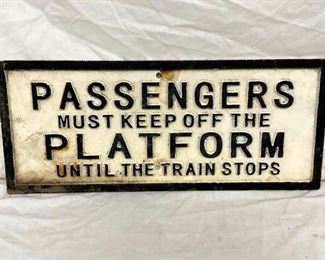 PASSENGERS
MUST KEEP OFF THE
PLATFORM
UNTIL THE TRAIN STOPS